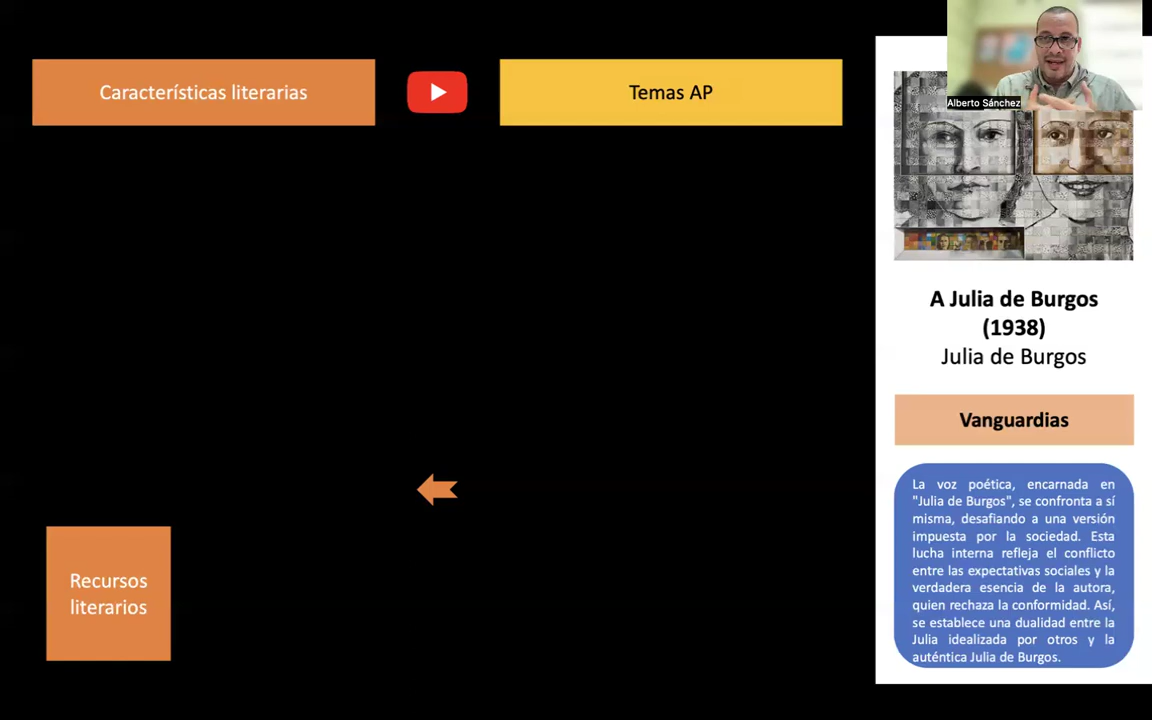 Características literarias
Temas AP
Alberto Sánchez
A Julia de Burgos
(1938)
Julia de Burgos
Vanguardias
La voz poética, encarnada en
"Julia de Burgos", se confronta a sí
misma, desafiando a una versión
impuesta por la sociedad. Esta
lucha interna refleja el conflicto
entre las expectativas sociales y la
verdadera esencia de la autora,
quien rechaza la conformidad. Así,
se establece una dualidad entre la
Julia idealizada por otros y la
auténtica Julia de Burgos.
Recursos
literarios